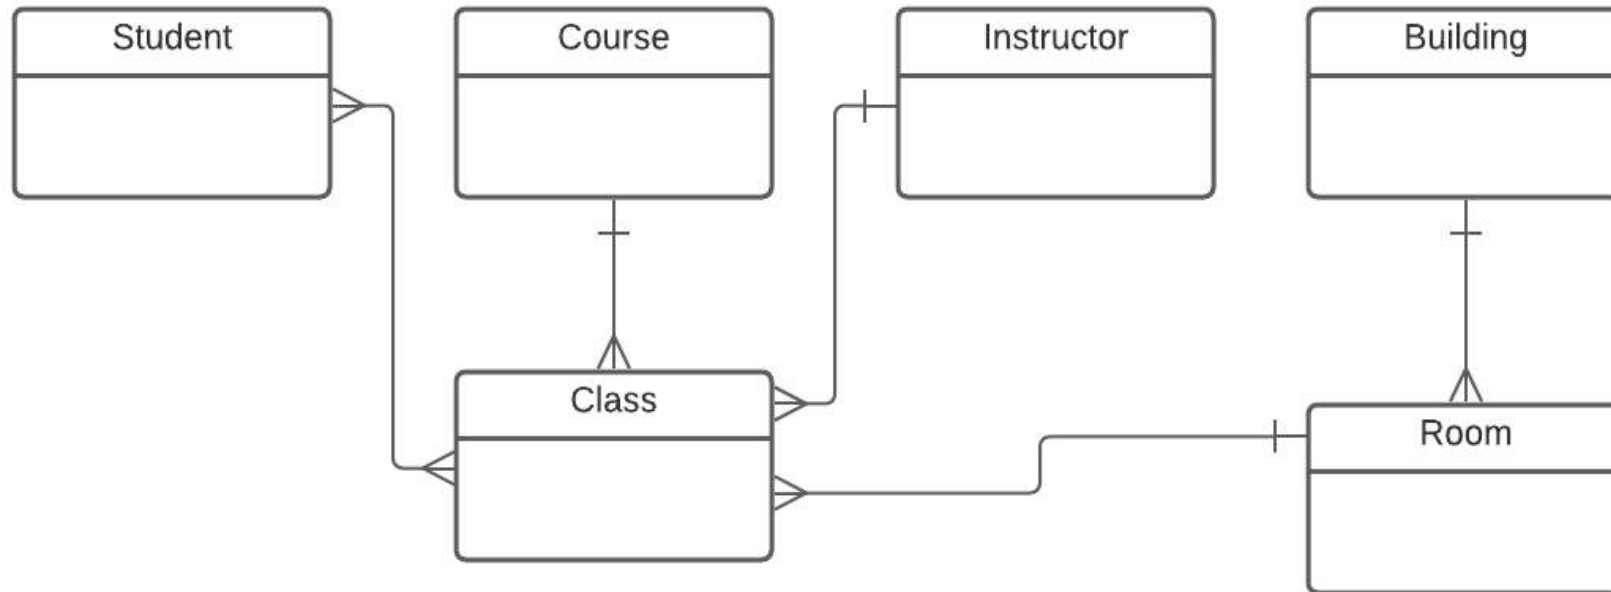 Student
Course
Instructor
Building
Class
Room